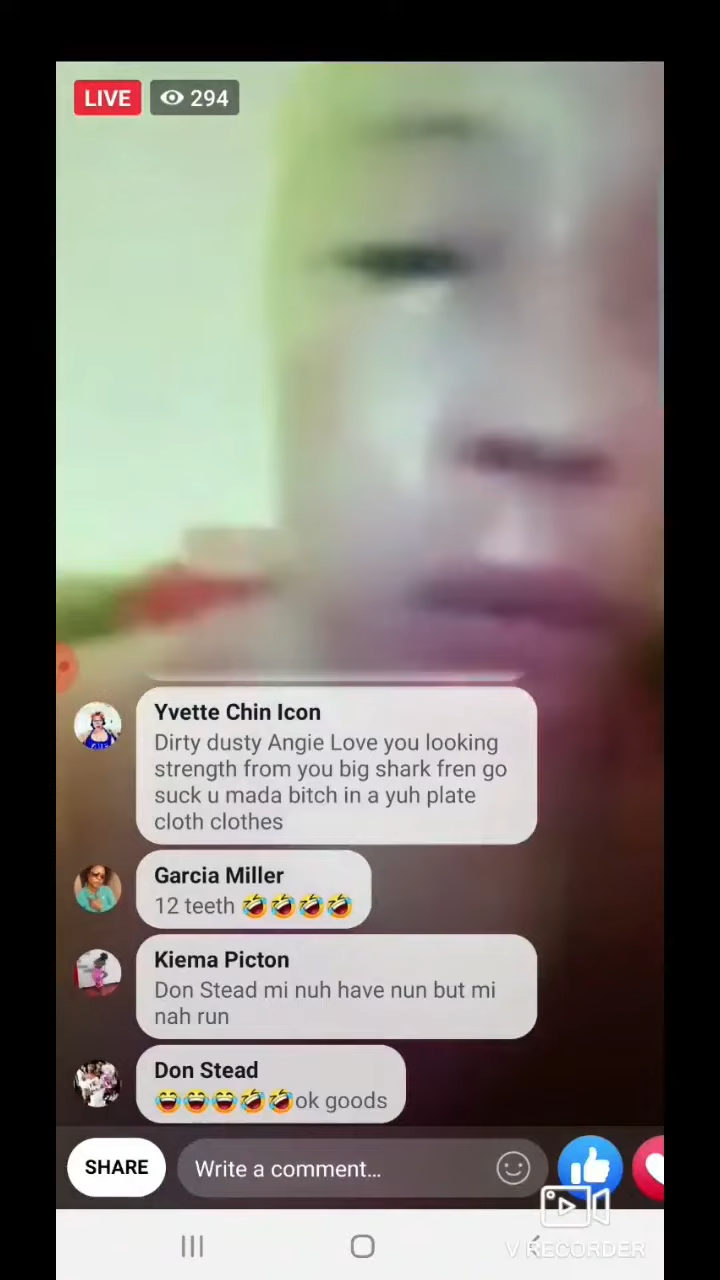 LIVE 294
Yvette Chin Icon
Dirty dusty Angie Love you looking
strength from you big shark fren go
suck u mada bitch in a yuh plate
cloth clothes
Garcia Miller
12 teeth 🤣🤣🤣🤣
Kiema Picton
Don Stead mi nuh have nun but mi
nah run
Don Stead
😂😂😂🤣🤣ok goods
SHARE Write a comment...
V RECORDER